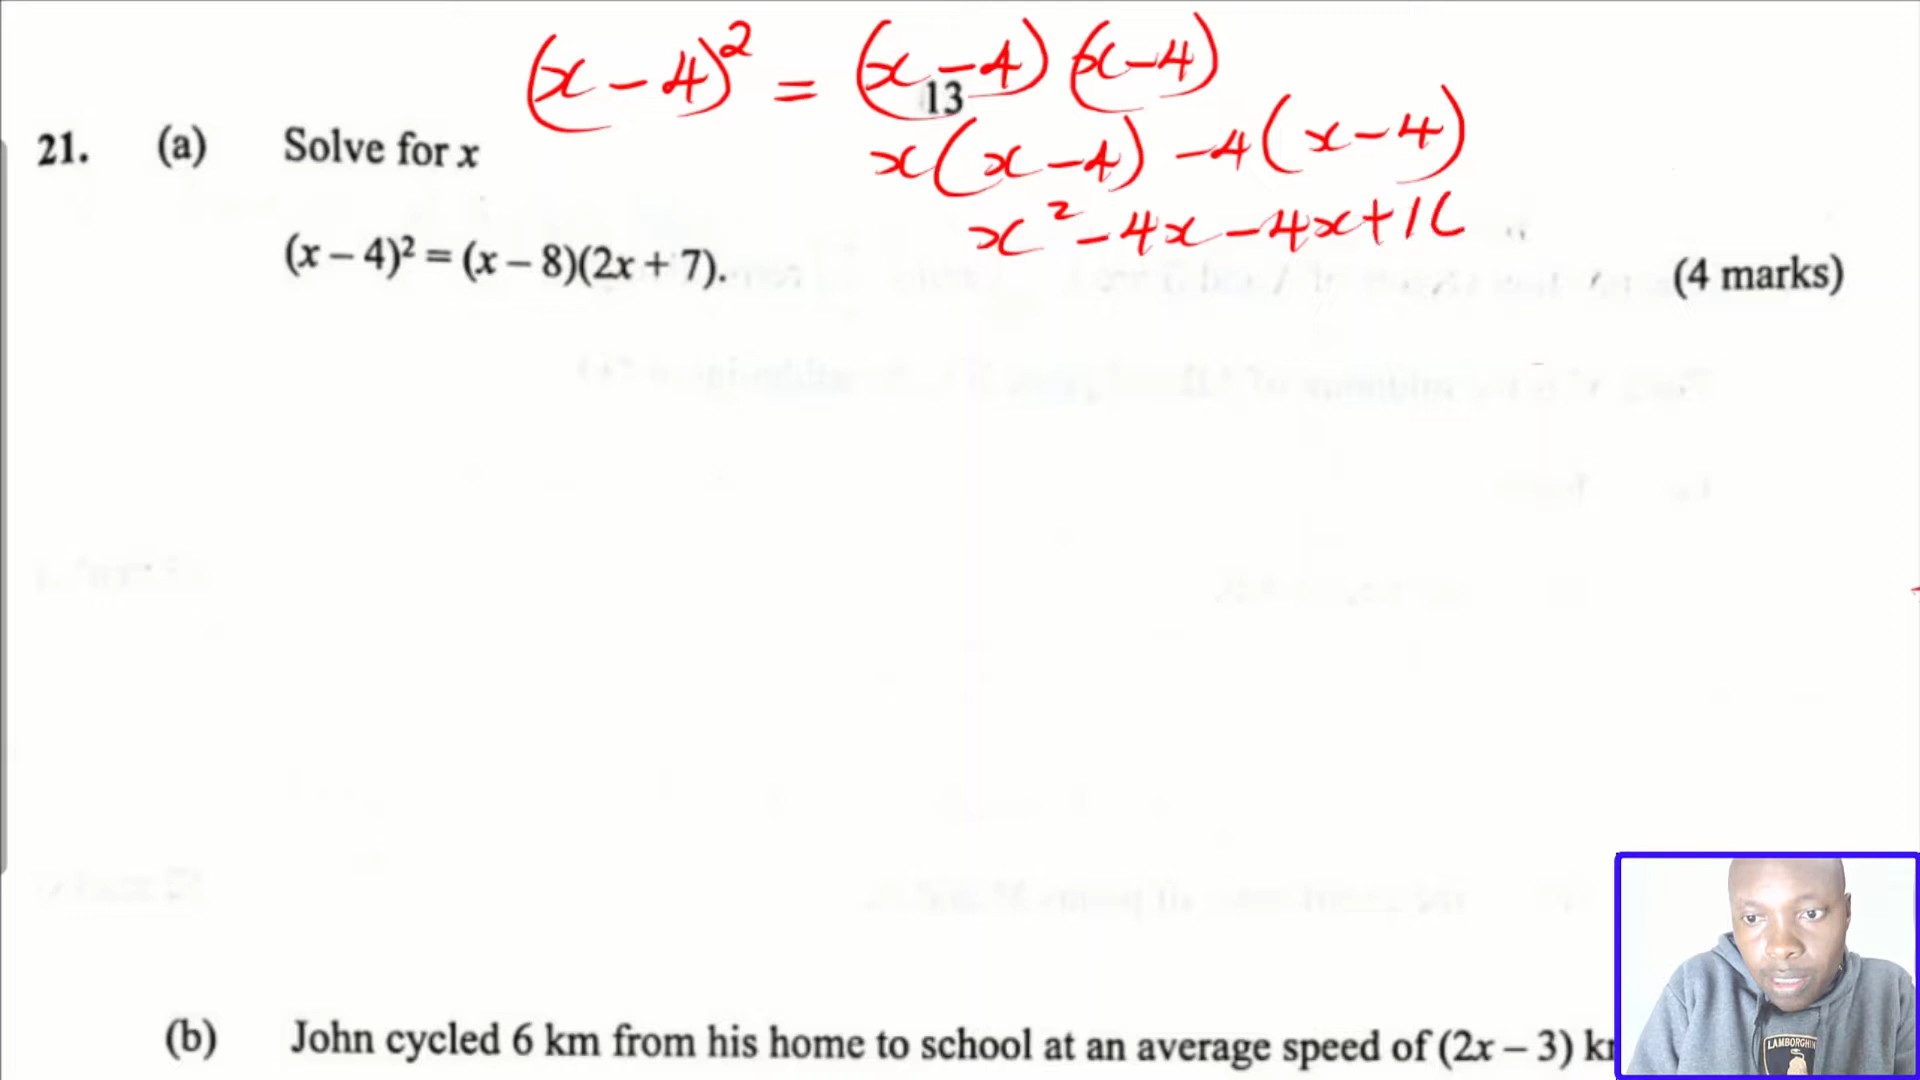 (x – 4)² = (x – 4)(x – 4)
13
x(x – 4) – 4(x – 4)
21. (a) Solve for x
x² – 4x – 4x + 16
(x – 4)² = (x – 8)(2x + 7).
(4 marks)
(b) John cycled 6 km from his home to school at an average speed of (2x – 3)
LAMBORGHIN